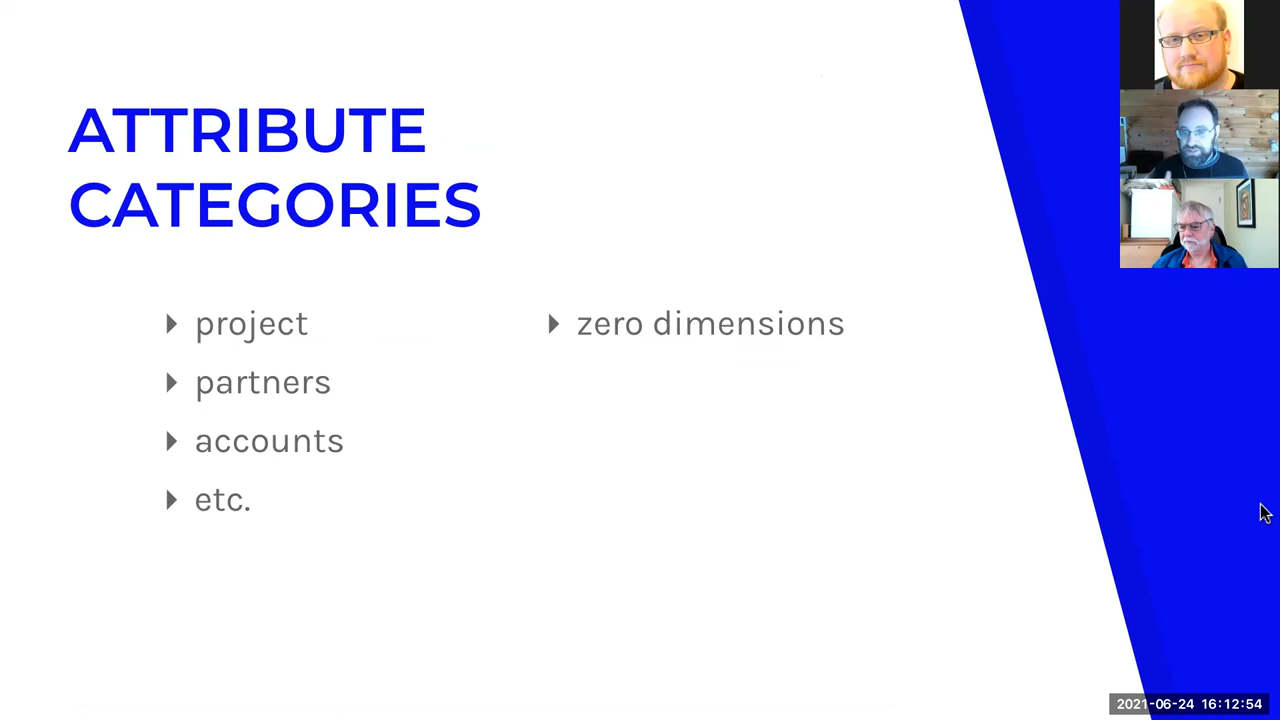 ATTRIBUTE
CATEGORIES
project
partners
accounts
etc.
zero dimensions
2021-06-24 16:12:54